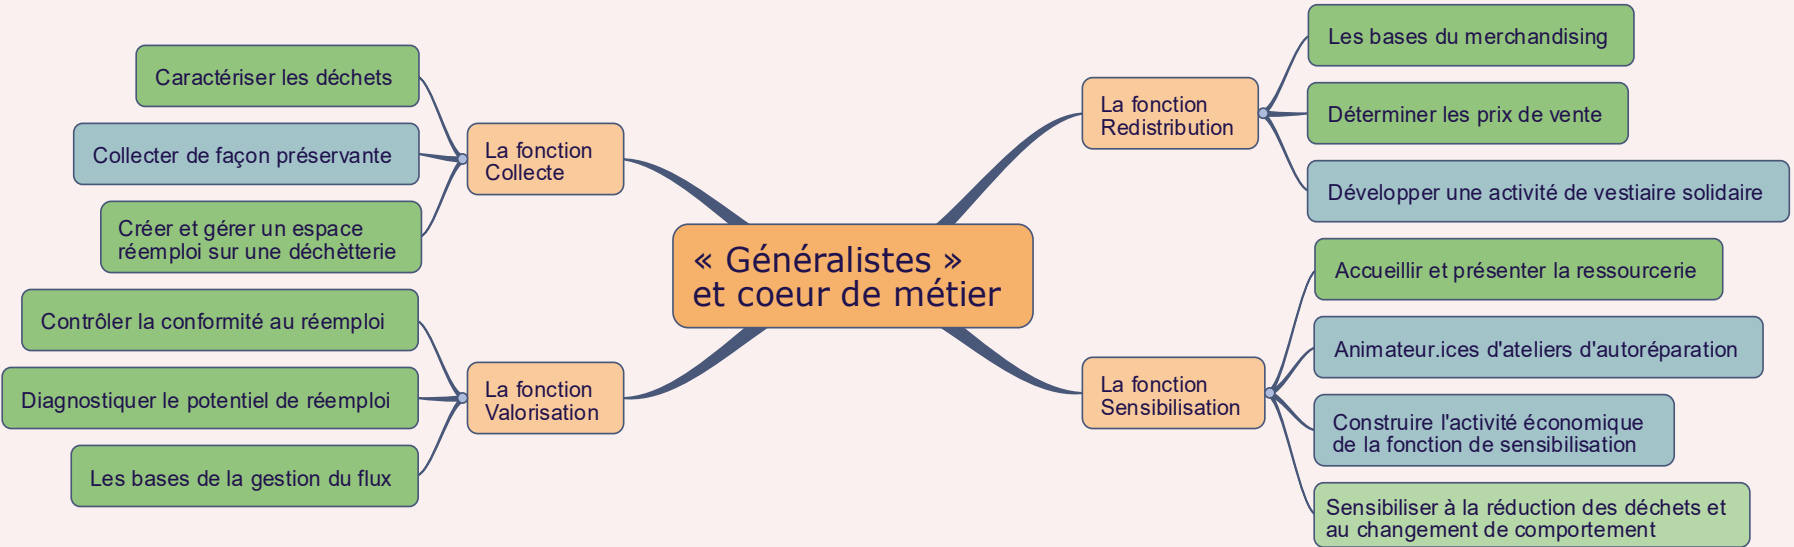 « Généralistes »
et coeur de métier
La fonction
Collecte
Caractériser les déchets
Collecter de façon préservante
Créer et gérer un espace
réemploi sur une déchètterie
La fonction
Valorisation
Contrôler la conformité au réemploi
Diagnostiquer le potentiel de réemploi
Les bases de la gestion du flux
La fonction
Redistribution
Les bases du merchandising
Déterminer les prix de vente
Développer une activité de vestiaire solidaire
La fonction
Sensibilisation
Accueillir et présenter la ressourcerie
Animateur.ices d'ateliers d'autoréparation
Construire l'activité économique
de la fonction de sensibilisation
Sensibiliser à la réduction des déchets et
au changement de comportement